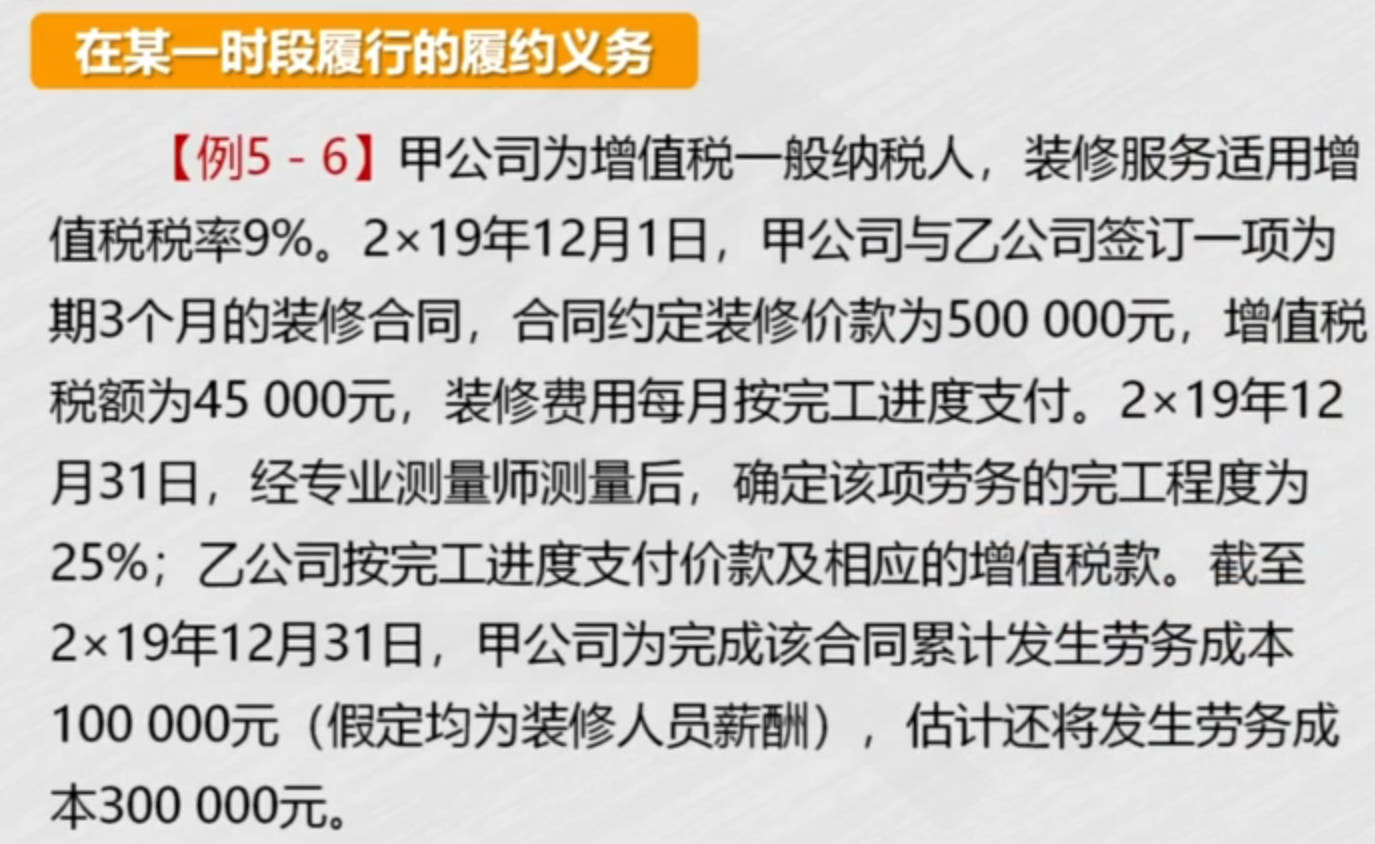 在某一时段履行的履约义务
【例5 - 6】甲公司为增值税一般纳税人，装修服务适用增
值税税率9%。2×19年12月1日，甲公司与乙公司签订一项为
期3个月的装修合同，合同约定装修价款为500 000元，增值税
税额为45 000元，装修费用每月按完工进度支付。2×19年12
月31日，经专业测量师测量后，确定该项劳务的完工程度为
25%；乙公司按完工进度支付价款及相应的增值税款。截至
2×19年12月31日，甲公司为完成该合同累计发生劳务成本
100 000元（假定均为装修人员薪酬），估计还将发生劳务成
本300 000元。